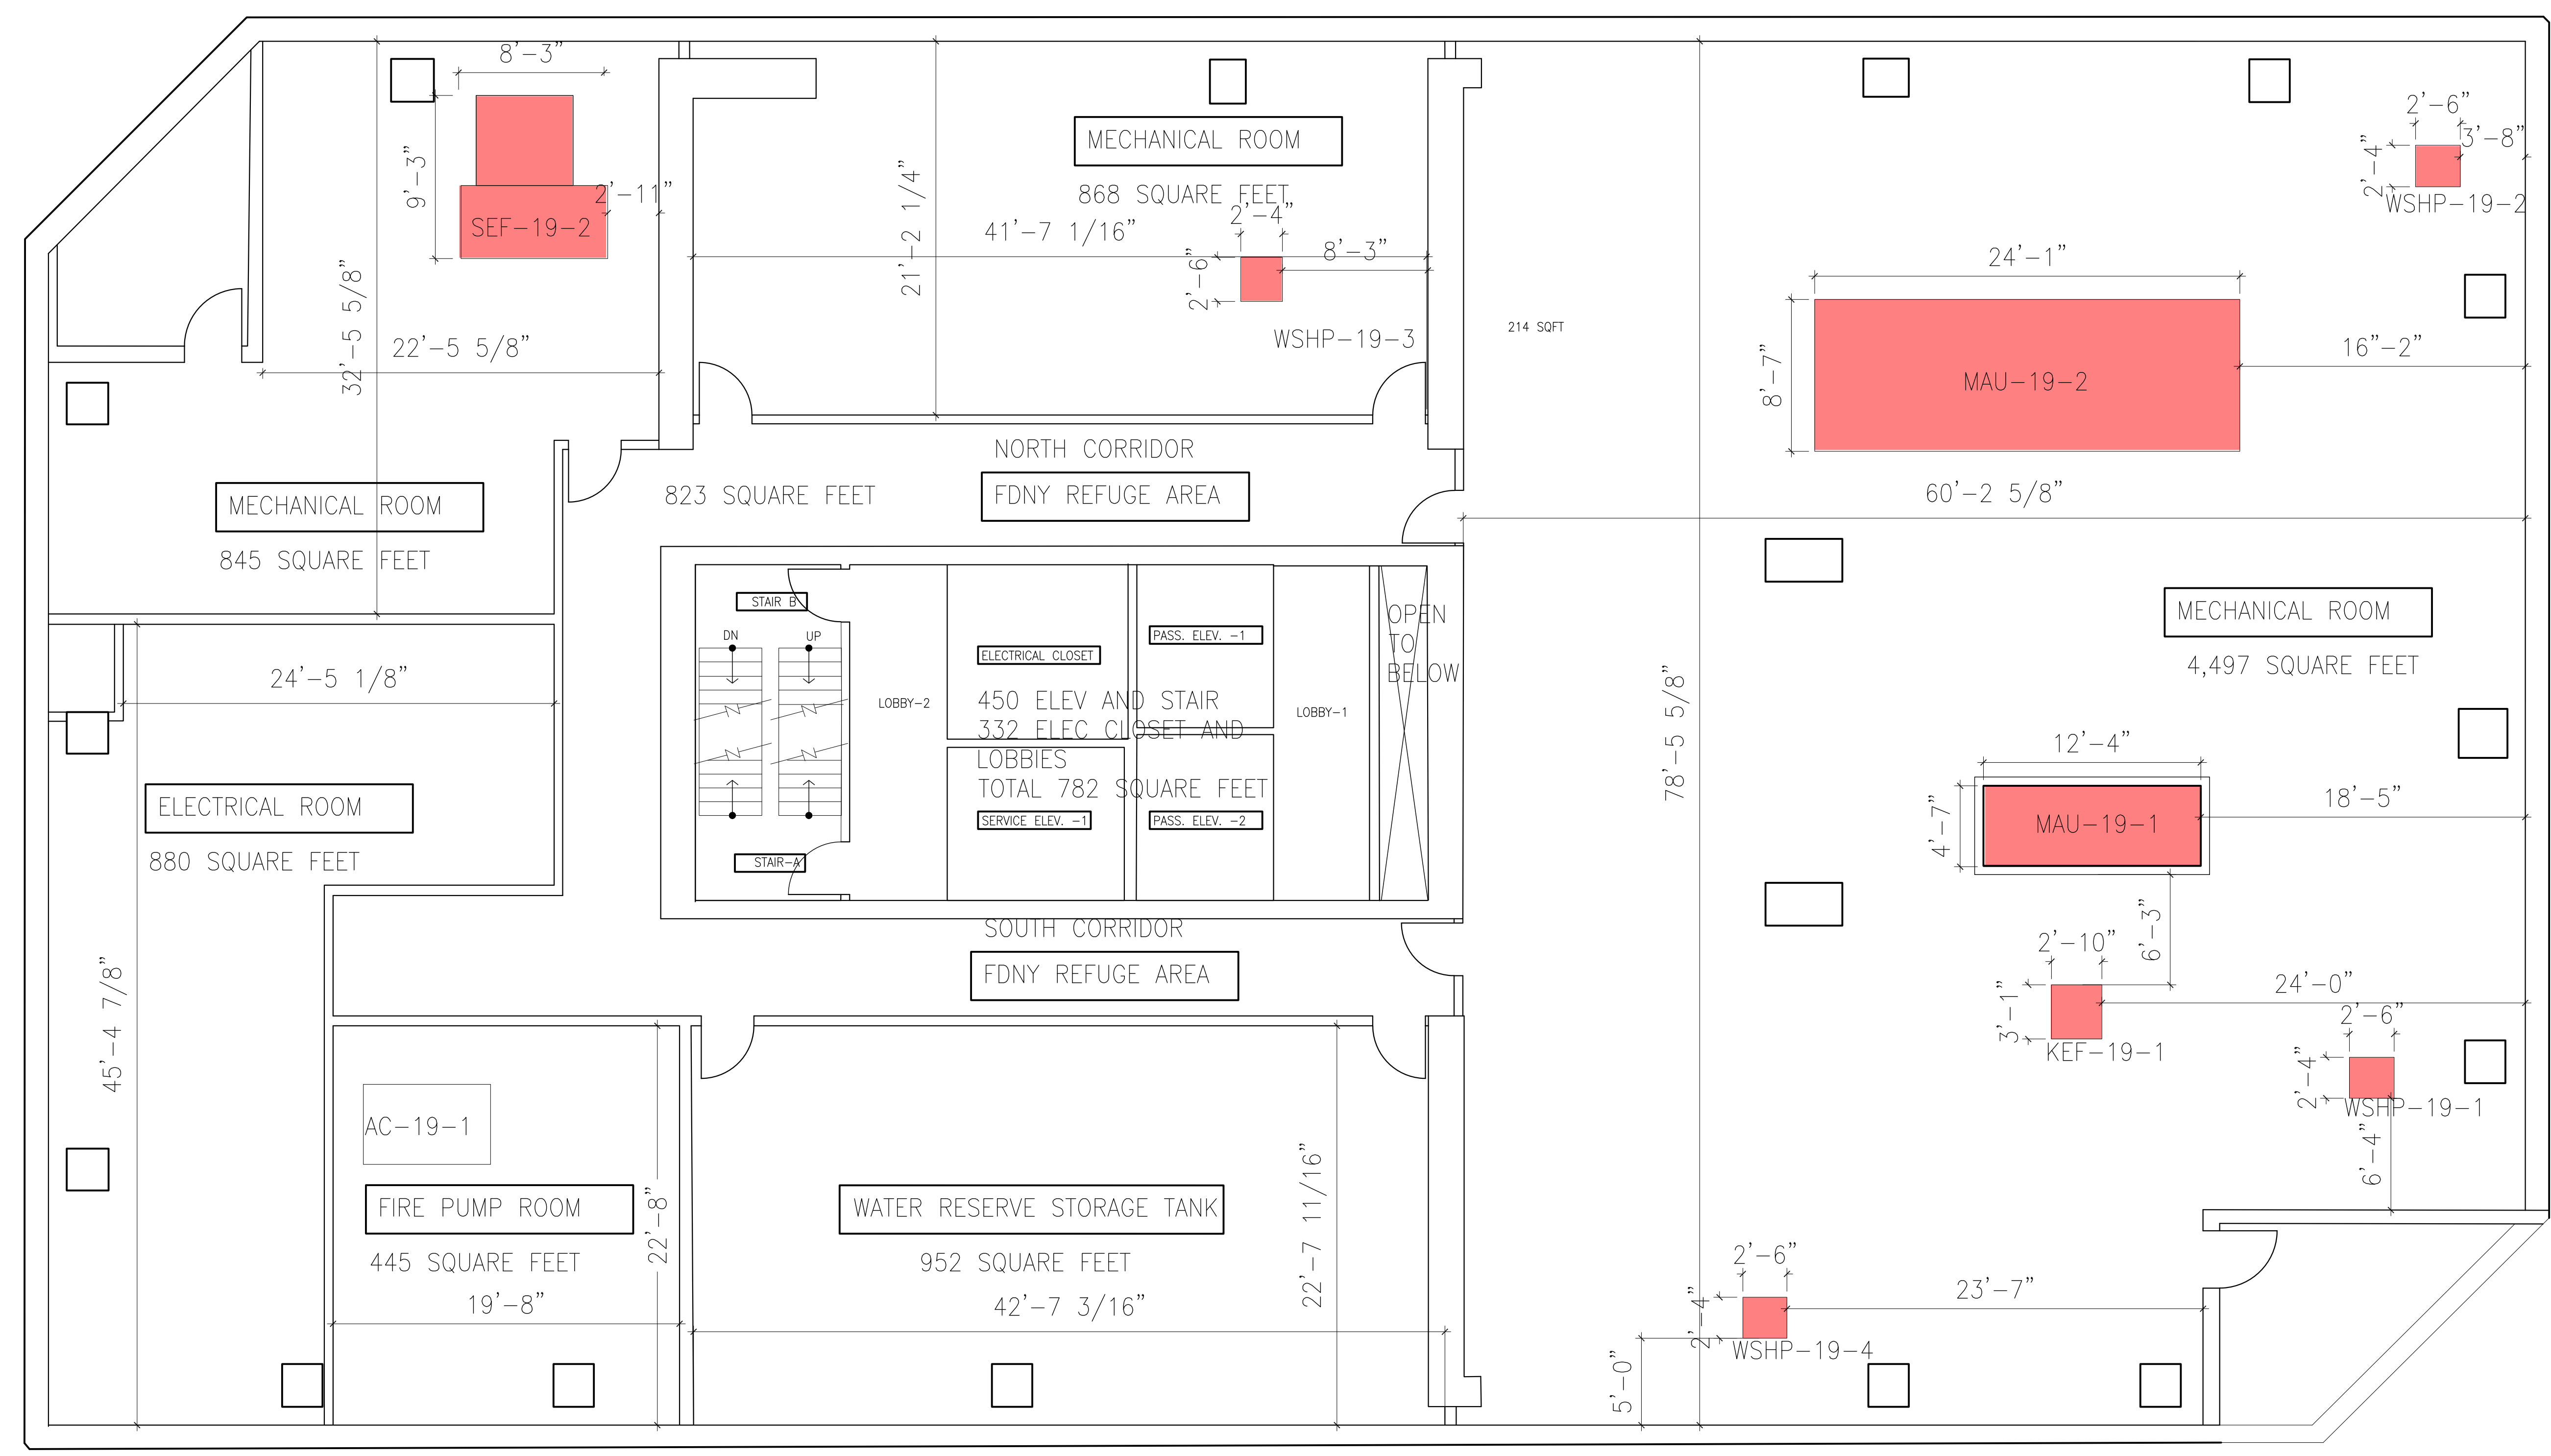 8'-3"
9'-3"
2'-11"
SEF-19-2
32'-5 5/8"
22'-5 5/8"
MECHANICAL ROOM
845 SQUARE FEET
21'-2 1/4"
41'-7 1/16"
MECHANICAL ROOM
868 SQUARE FEET
2'-4"
2'-6"
8'-3"
WSHP-19-3
214 SQFT
2'-6"
3'-8"
2'-4"
WSHP-19-2
24'-1"
8'-7"
MAU-19-2
16"-2"
60'-2 5/8"
NORTH CORRIDOR
FDNY REFUGE AREA
823 SQUARE FEET
MECHANICAL ROOM
4,497 SQUARE FEET
78'-5 5/8"
STAIR B
DN
UP
STAIR-A
LOBBY-2
ELECTRICAL CLOSET
450 ELEV AND STAIR
332 ELEC CLOSET AND
LOBBIES
TOTAL 782 SQUARE FEET
SERVICE ELEV. -1
PASS. ELEV. -1
PASS. ELEV. -2
LOBBY-1
OPEN
TO
BELOW
24'-5 1/8"
ELECTRICAL ROOM
880 SQUARE FEET
45'-4 7/8"
12'-4"
4'-7"
MAU-19-1
18'-5"
6'-3"
2'-10"
3'-1"
KEF-19-1
24'-0"
2'-6"
2'-4"
WSHP-19-1
6'-4"
SOUTH CORRIDOR
FDNY REFUGE AREA
AC-19-1
FIRE PUMP ROOM
445 SQUARE FEET
19'-8"
22'-8"
WATER RESERVE STORAGE TANK
952 SQUARE FEET
42'-7 3/16"
22'-7 11/16"
2'-6"
2'-4"
23'-7"
WSHP-19-4
5'-0"